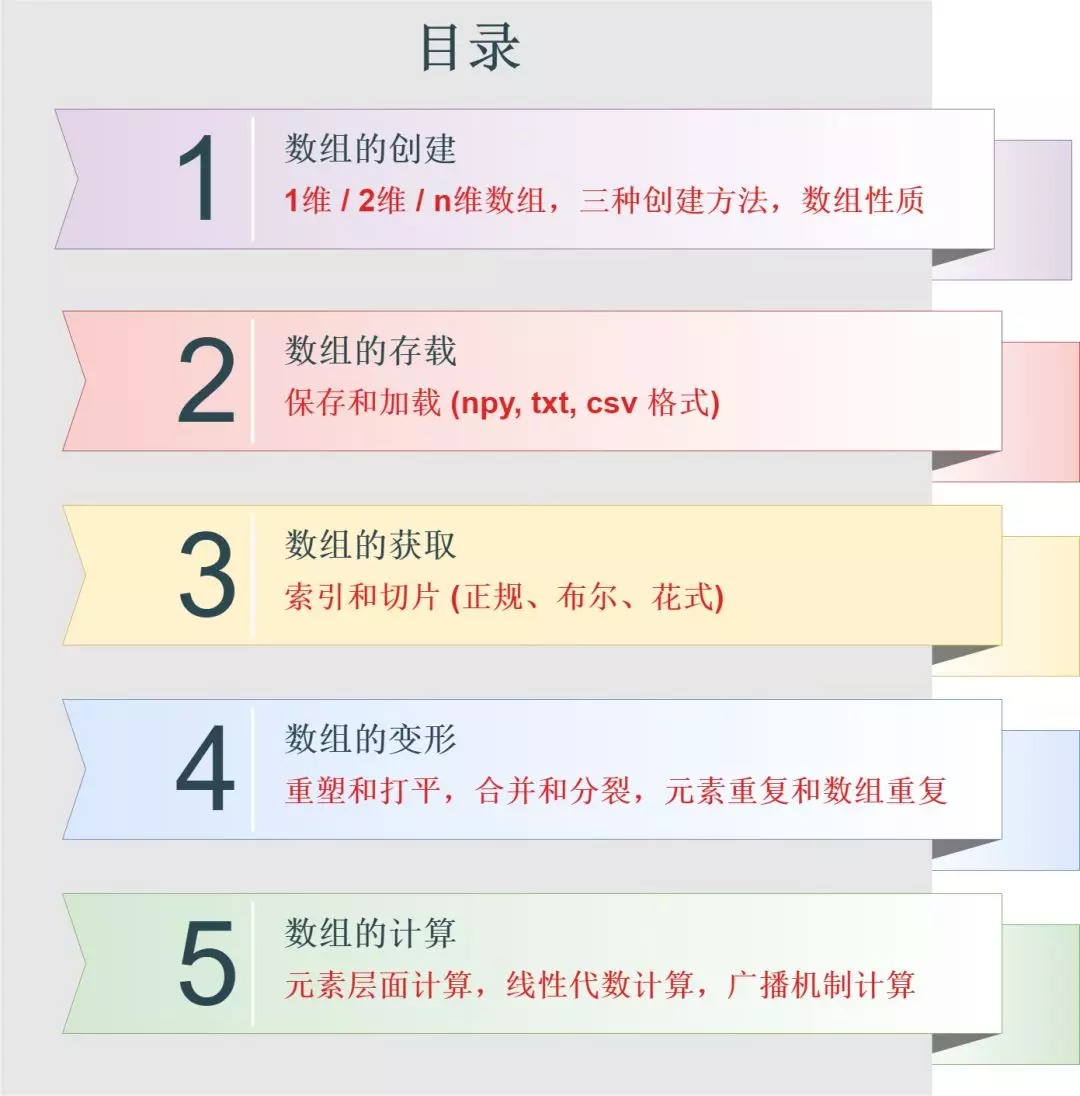 目录
1
数组的创建
1维 / 2维 / n维数组，三种创建方法，数组性质
2
数组的存载
保存和加载 (npy, txt, csv 格式)
3
数组的获取
索引和切片 (正规、布尔、花式)
4
数组的变形
重塑和打平，合并和分裂，元素重复和数组重复
5
数组的计算
元素层面计算，线性代数计算，广播机制计算